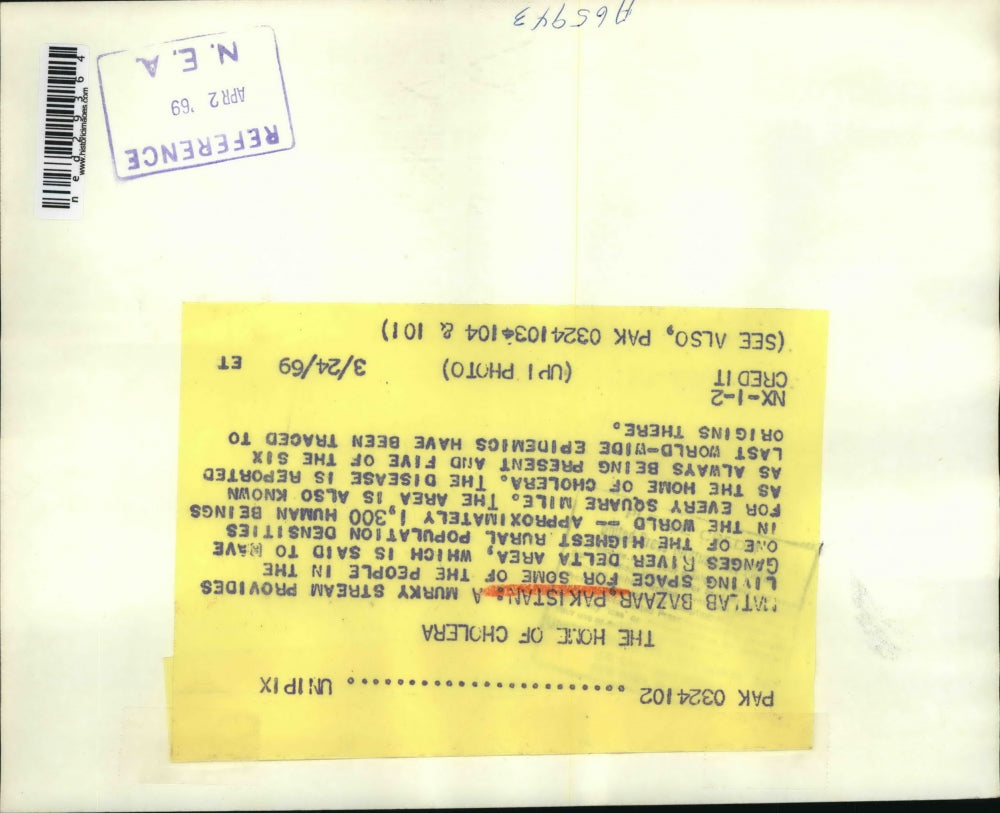 PAK 0324102 ........................ UNIPIX
THE HOME OF CHOLERA
MATLAB BAZAAR, PAKISTAN: A MURKY STREAM PROVIDES
LIVING SPACE FOR SOME OF THE PEOPLE IN THE
GANGES RIVER DELTA AREA, WHICH IS SAID TO HAVE
ONE OF THE HIGHEST RURAL POPULATION DENSITIES
IN THE WORLD -- APPROXIMATELY 1,300 HUMAN BEINGS
FOR EVERY SQUARE MILE. THE AREA IS ALSO KNOWN
AS THE HOME OF CHOLERA. THE DISEASE IS REPORTED
AS ALWAYS BEING PRESENT AND FIVE OF THE SIX
LAST WORLD-WIDE EPIDEMICS HAVE BEEN TRACED TO
ORIGINS THERE.
NX-1-2
CREDIT (UPI PHOTO) 3/24/69 ET
(SEE ALSO, PAK 0324103+104 & 101)
REFERENCE
APR 2 '69
N. E. A.
A65943
www.historicimages.com